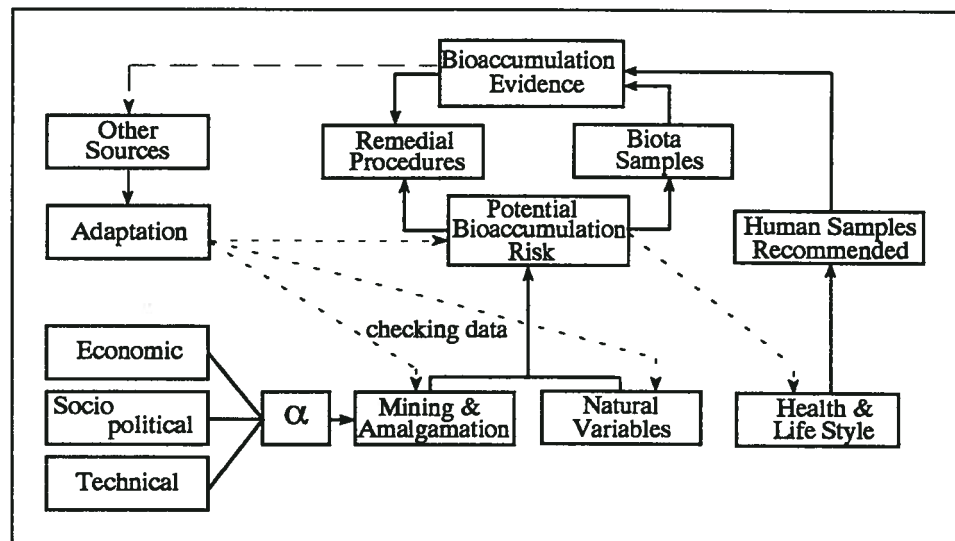 Bioaccumulation
Evidence
Other
Sources
Remedial
Procedures
Biota
Samples
Adaptation
Potential
Bioaccumulation
Risk
Human Samples
Recommended
checking data
Economic
Socio
political
Technical
α
Mining &
Amalgamation
Natural
Variables
Health &
Life Style